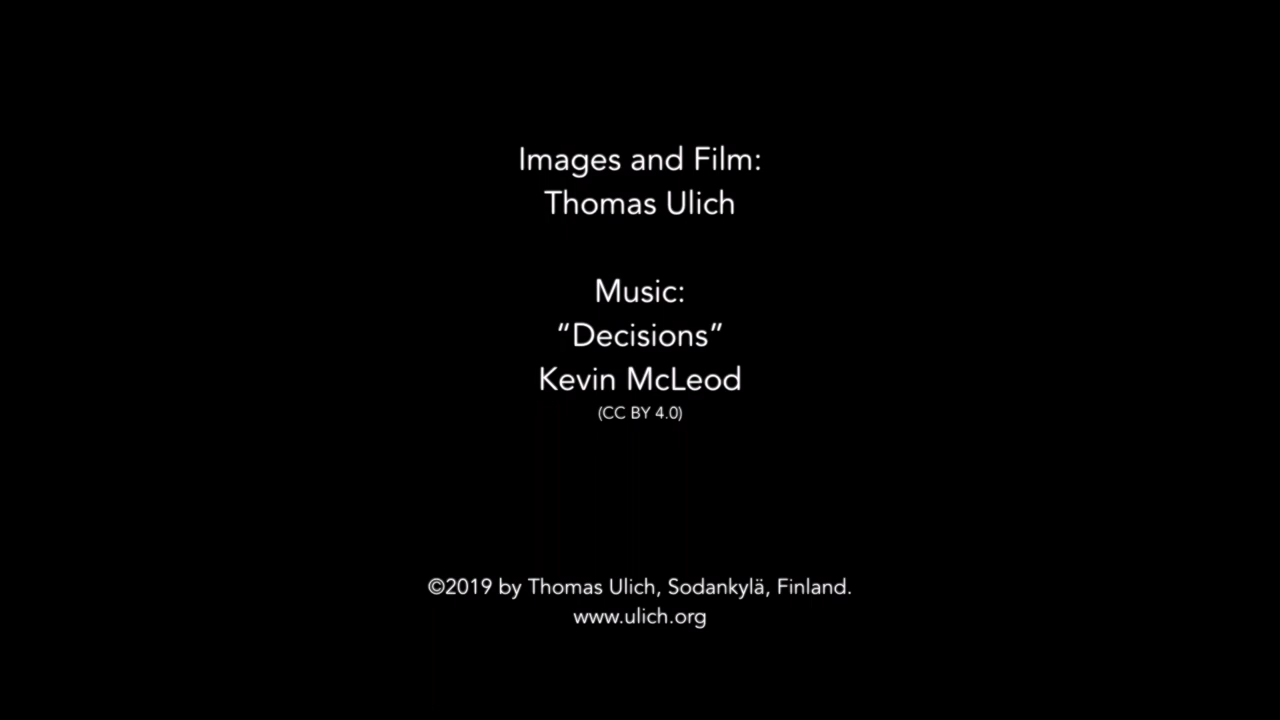 Images and Film:
Thomas Ulich
Music:
“Decisions”
Kevin McLeod
(CC BY 4.0)
©2019 by Thomas Ulich, Sodankylä, Finland.
www.ulich.org